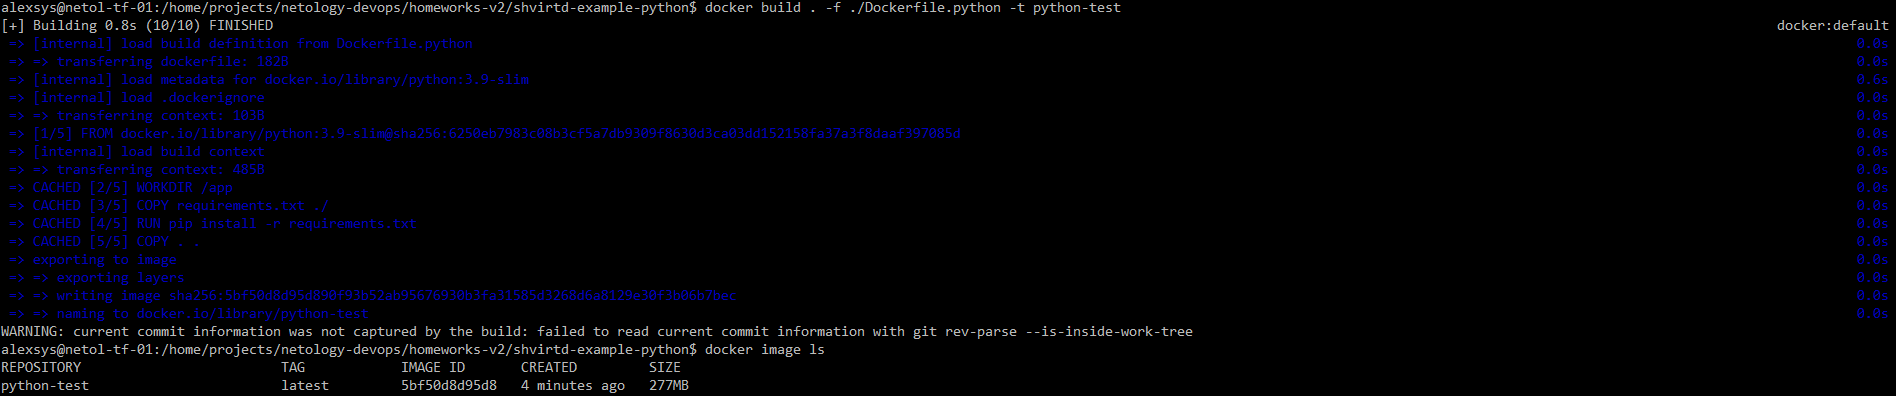 alexsys@netol-tf-01:/home/projects/netology-devops/homeworks-v2/shvirtd-example-python$ docker build . -f ./Dockerfile.python -t python-test
[+] Building 0.8s (10/10) FINISHED docker:default
=> [internal] load build definition from Dockerfile.python 0.0s
=> => transferring dockerfile: 182B 0.0s
=> [internal] load metadata for docker.io/library/python:3.9-slim 0.6s
=> [internal] load .dockerignore 0.0s
=> => transferring context: 103B 0.0s
=> [1/5] FROM docker.io/library/python:3.9-slim@sha256:6250eb7983c08b3cf5a7db9309f8630d3ca03dd152158fa37a3f8daaf397085d 0.0s
=> [internal] load build context 0.0s
=> => transferring context: 485B 0.0s
=> CACHED [2/5] WORKDIR /app 0.0s
=> CACHED [3/5] COPY requirements.txt ./ 0.0s
=> CACHED [4/5] RUN pip install -r requirements.txt 0.0s
=> CACHED [5/5] COPY . . 0.0s
=> exporting to image 0.0s
=> => exporting layers 0.0s
=> => writing image sha256:5bf50d8d95d890f93b52ab95676930b3fa31585d3268d6a8129e30f3b06b7bec 0.0s
=> => naming to docker.io/library/python-test 0.0s
WARNING: current commit information was not captured by the build: failed to read current commit information with git rev-parse --is-inside-work-tree
alexsys@netol-tf-01:/home/projects/netology-devops/homeworks-v2/shvirtd-example-python$ docker image ls
REPOSITORY TAG IMAGE ID CREATED SIZE
python-test latest 5bf50d8d95d8 4 minutes ago 277MB